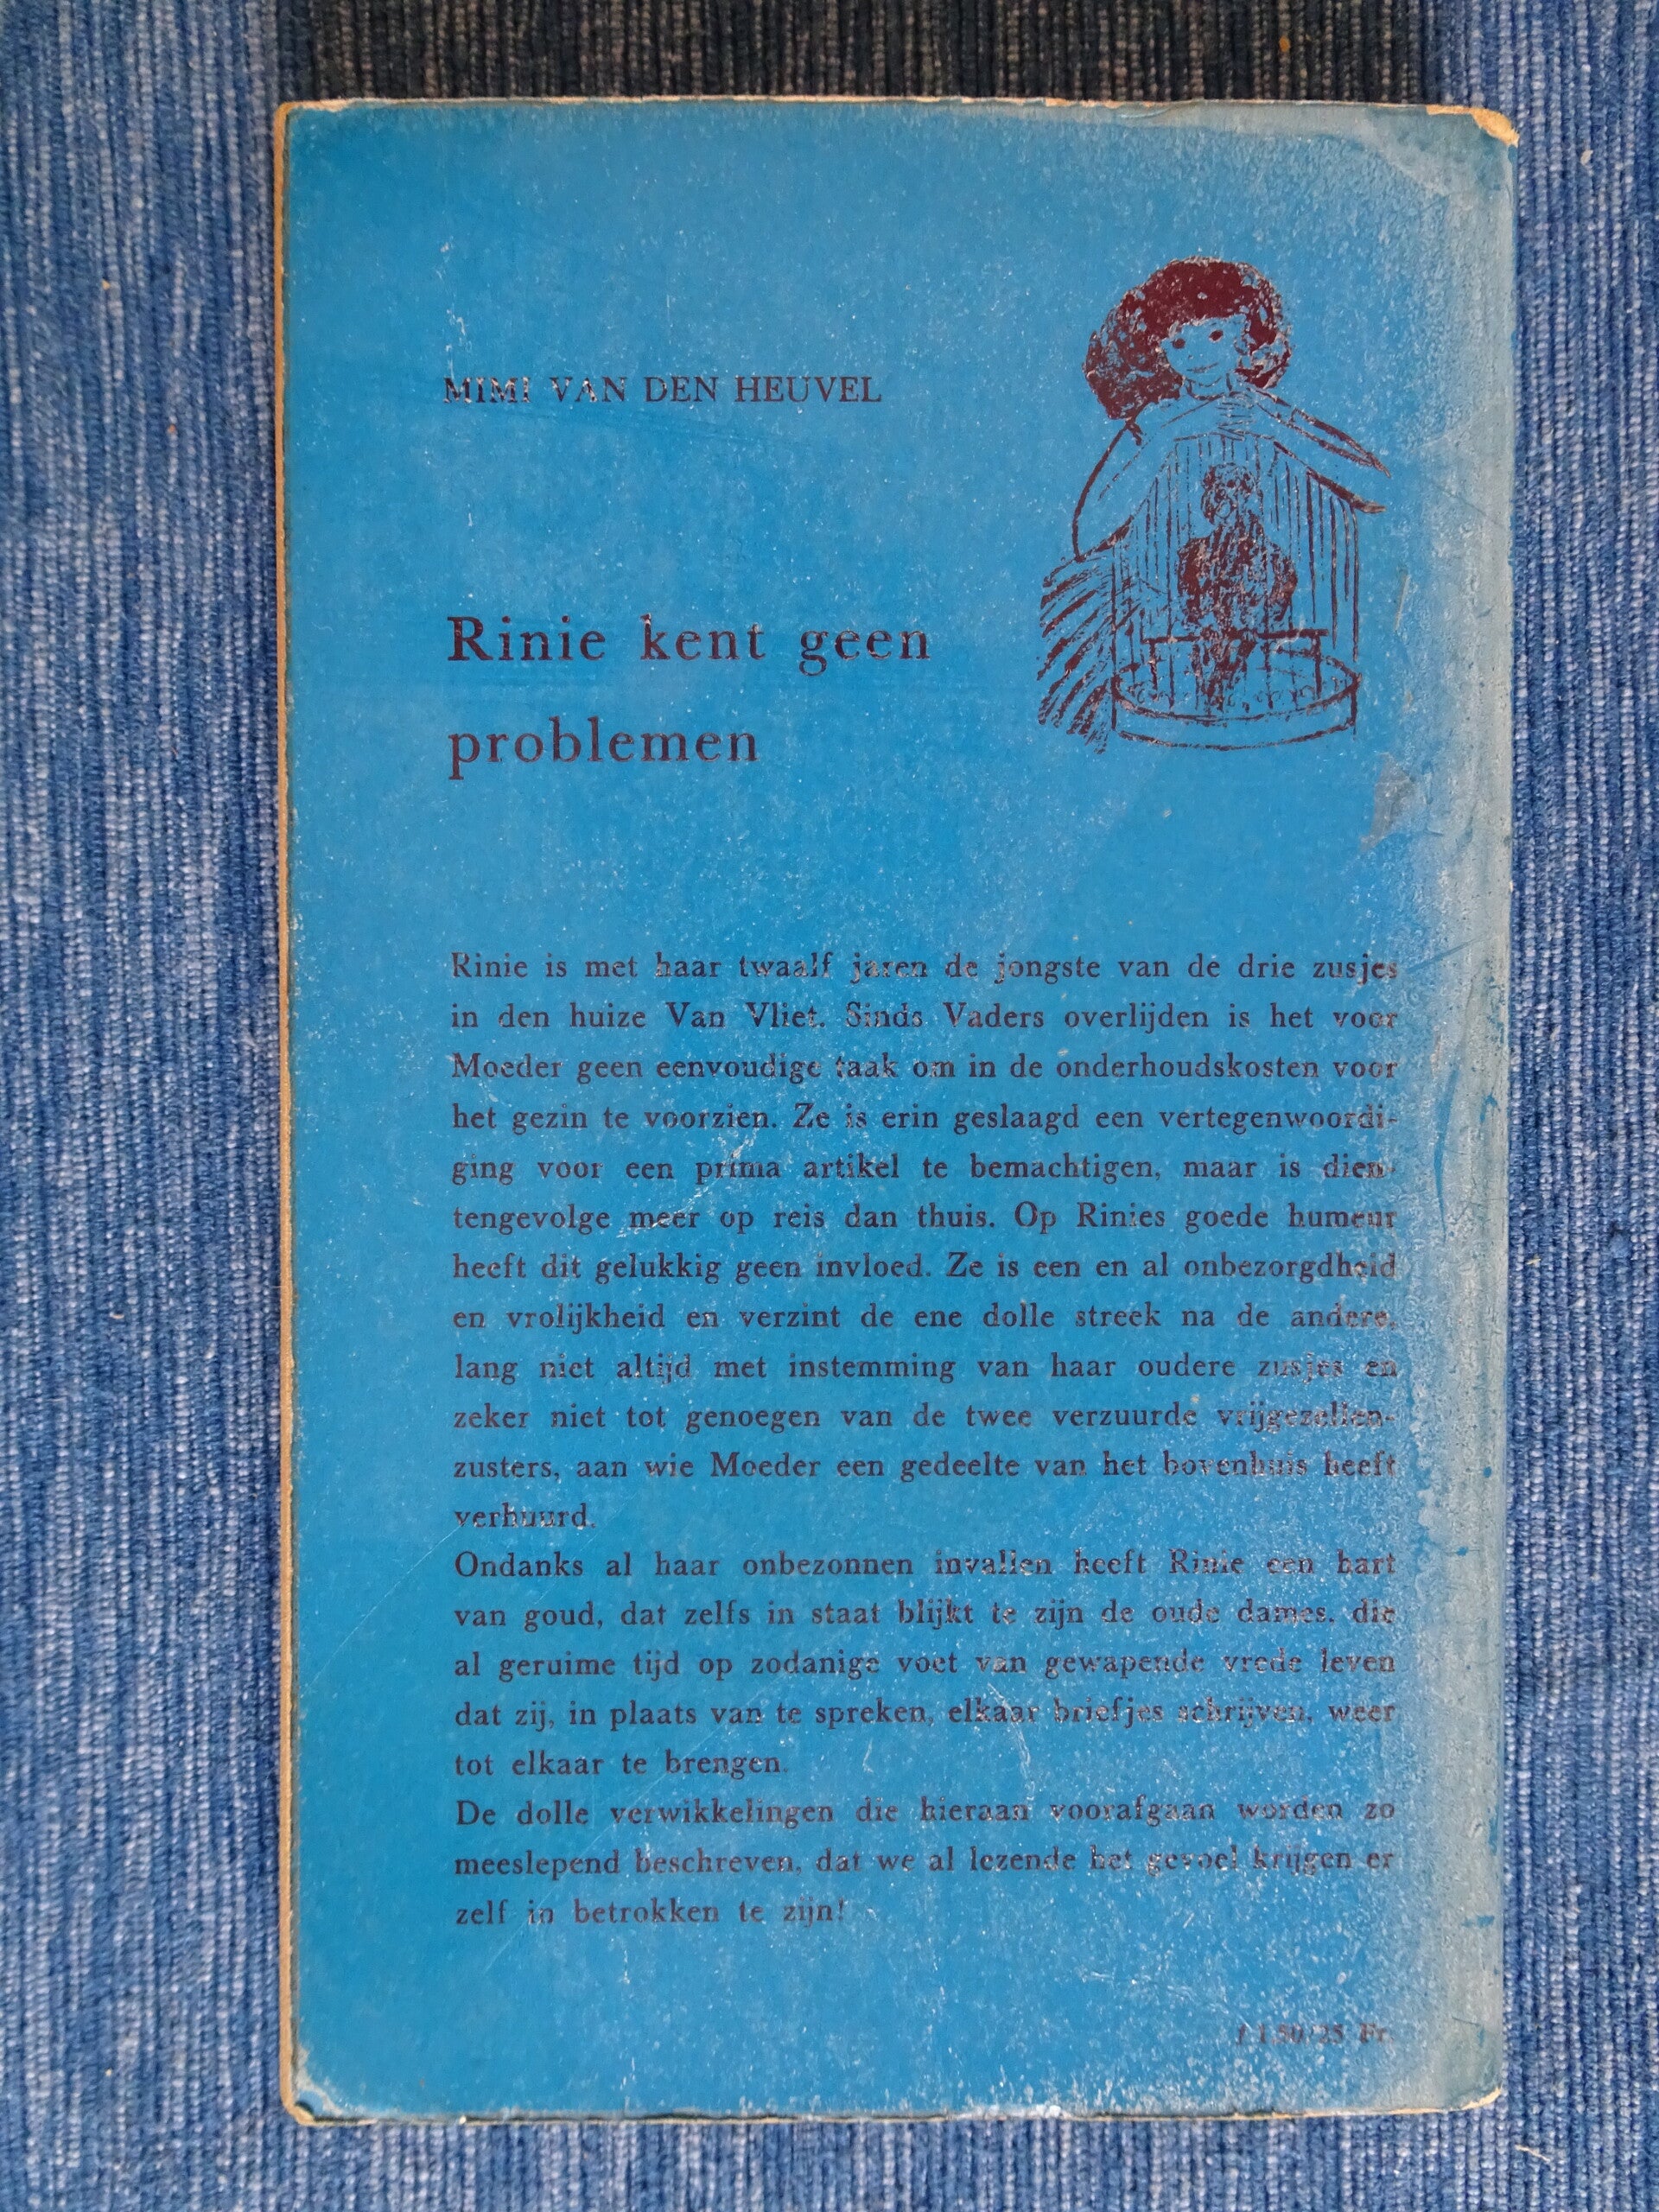 MIMI VAN DEN HEUVEL
Rinie kent geen
problemen
Rinie is met haar twaalf jaren de jongste van de drie zusjes
in den huize Van Vliet. Sinds Vaders overlijden is het voor
Moeder geen eenvoudige taak om in de onderhoudskosten voor
het gezin te voorzien. Ze is erin geslaagd een vertegenwoordi-
ging voor een prima artikel te bemachtigen, maar is dien-
tengevolge meer op reis dan thuis. Op Rinies goede humeur
heeft dit gelukkig geen invloed. Ze is een en al onbezorgdheid
en vrolijkheid en verzint de ene dolle streek na de andere,
lang niet altijd met instemming van haar oudere zusjes en
zeker niet tot genoegen van de twee verzuurde vrijgezellen-
zusters, aan wie Moeder een gedeelte van het bovenhuis heeft
verhuurd.
Ondanks al haar onbezonnen invallen heeft Rinie een hart
van goud, dat zelfs in staat blijkt te zijn de oude dames, die
al geruime tijd op zodanige voet van gewapende vrede leven
dat zij, in plaats van te spreken, elkaar briefjes schrijven, weer
tot elkaar te brengen.
De dolle verwikkelingen die hieraan voorafgaan worden zo
meeslepend beschreven, dat we al lezende het gevoel krijgen er
zelf in betrokken te zijn!
f 1.50/25 Fr.